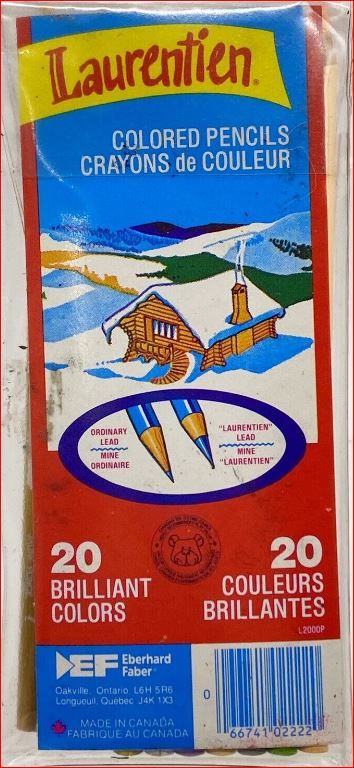 Laurentien®
COLORED PENCILS
CRAYONS de COULEUR
ORDINARY
LEAD
MINE
ORDINAIRE
"LAURENTIEN"
LEAD
MINE
"LAURENTIEN"
20
BRILLIANT
COLORS
20
COULEURS
BRILLANTES
L2000P
EF Eberhard
Faber
Oakville, Ontario L6H 5R6
Longueuil, Québec J4K 1X3
MADE IN CANADA
FABRIQUE AU CANADA
0
66741 02222